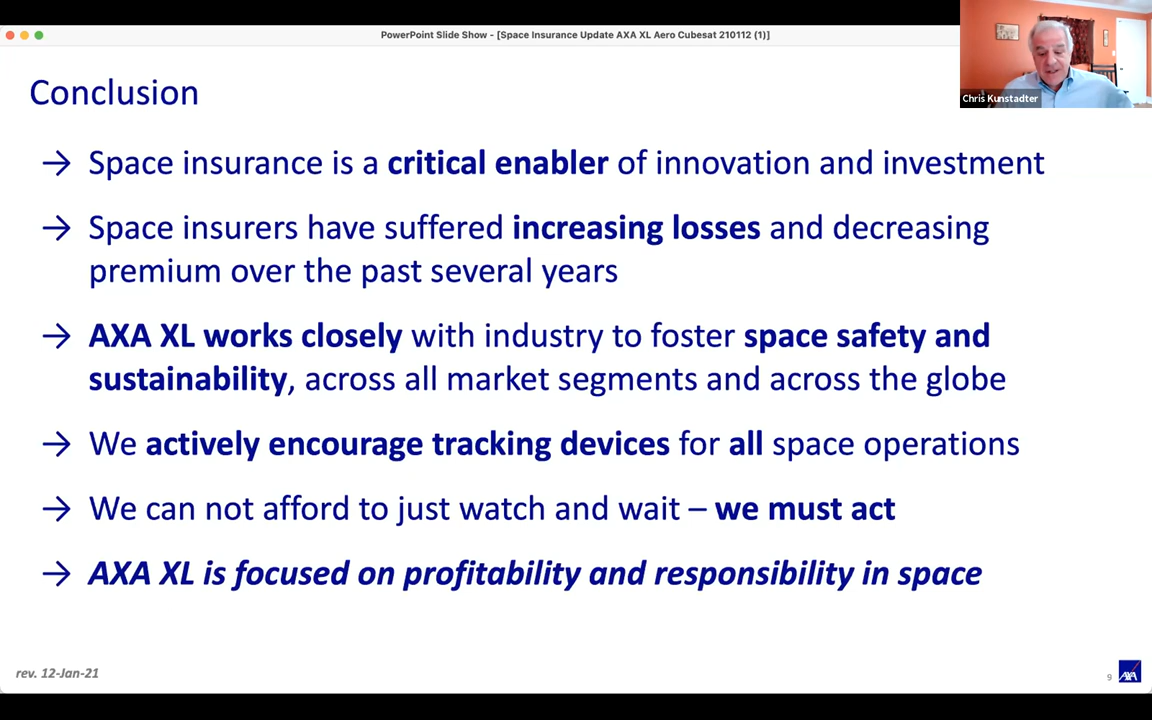 PowerPoint Slide Show - [Space Insurance Update AXA XL Aero Cubesat 210112 (1)]
Chris Kunstadter
Conclusion
→ Space insurance is a critical enabler of innovation and investment
→ Space insurers have suffered increasing losses and decreasing
premium over the past several years
→ AXA XL works closely with industry to foster space safety and
sustainability, across all market segments and across the globe
→ We actively encourage tracking devices for all space operations
→ We can not afford to just watch and wait – we must act
→ AXA XL is focused on profitability and responsibility in space
rev. 12-Jan-21
9
AXA